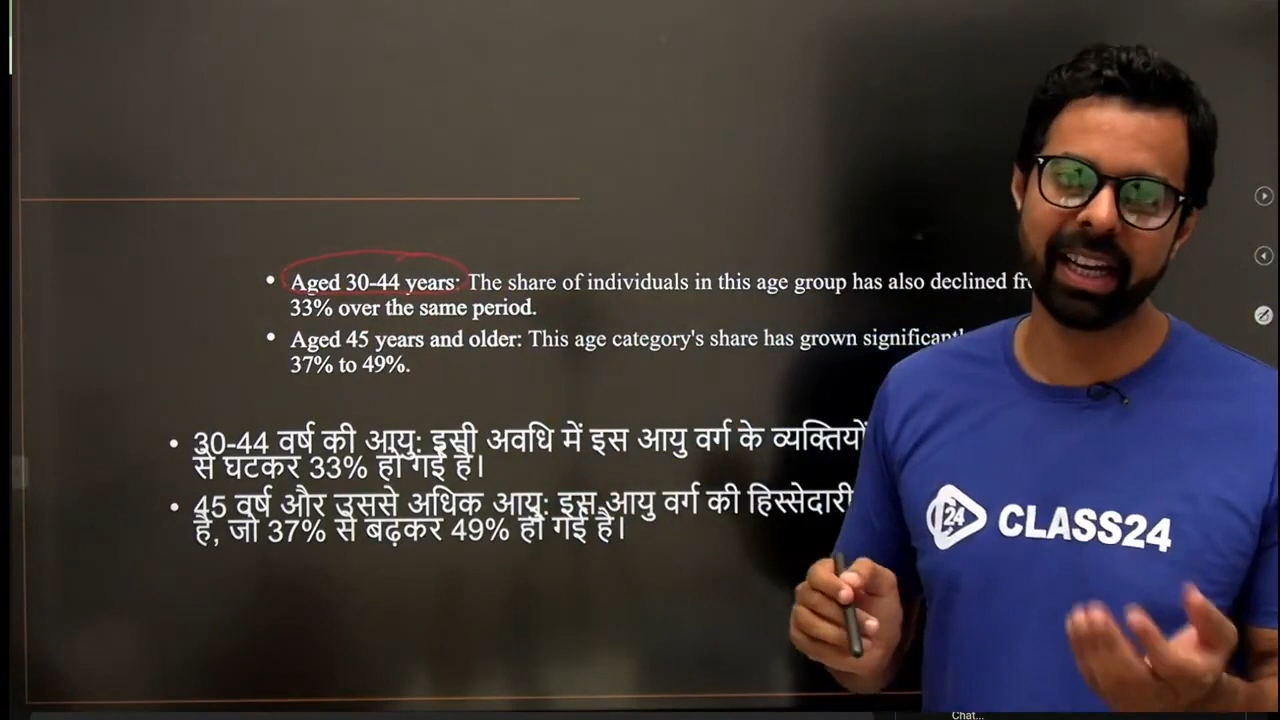 • Aged 30-44 years: The share of individuals in this age group has also declined
33% over the same period.
• Aged 45 years and older: This age category's share has grown
37% to 49%.
• 30-44 वर्ष की आयु: इसी अवधि में इस आयु वर्ग के व्यक्तियों
से घटकर 33% हो गई है।
• 45 वर्ष और उससे अधिक आयु: इस आयु वर्ग की हिस्सेदारी
है, जो 37% से बढ़कर 49% हो गई है।
24 CLASS24
Chat...